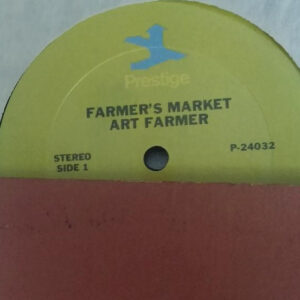 Prestige
FARMER'S MARKET
ART FARMER
STEREO
SIDE 1
P-24032